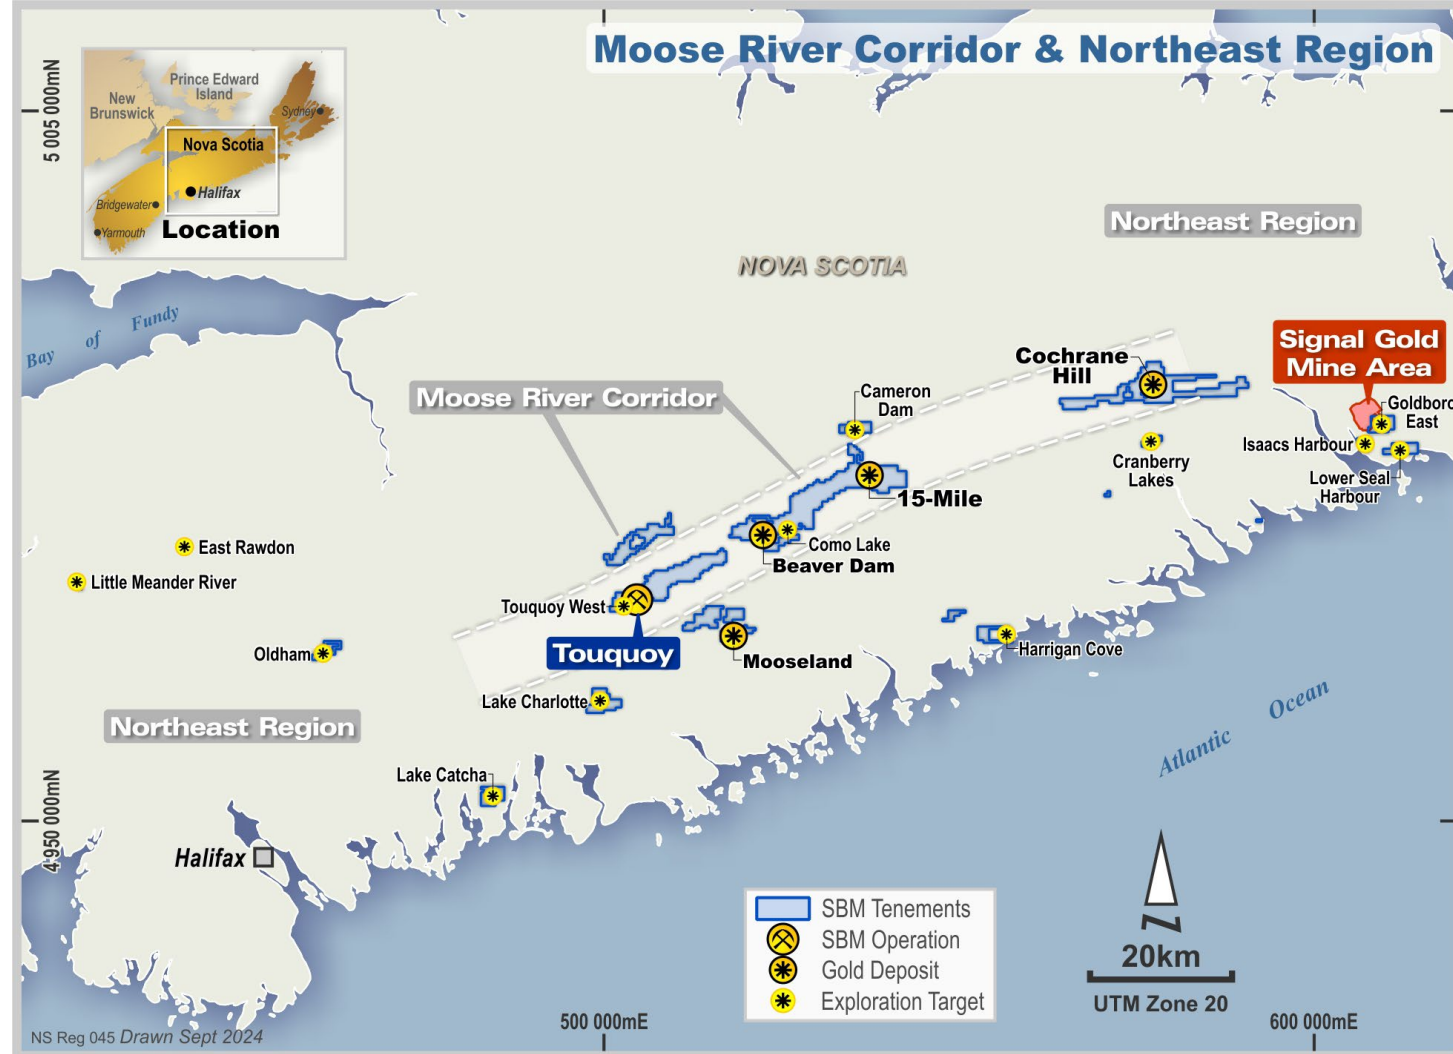 Moose River Corridor & Northeast Region
5 005 000mN
New
Brunswick
Prince Edward
Island
Sydney
Nova Scotia
Halifax
Bridgewater
Yarmouth
Location
Northeast Region
NOVA SCOTIA
Bay of Fundy
Signal Gold
Mine Area
Cochrane
Hill
Moose River Corridor
Cameron
Dam
Goldboro
East
Isaacs Harbour
Cranberry
Lakes
Lower Seal
Harbour
15-Mile
East Rawdon
Como Lake
Beaver Dam
Little Meander River
Touquoy West
Touquoy
Oldham
Mooseland
Harrigan Cove
Lake Charlotte
Northeast Region
Atlantic Ocean
Lake Catcha
4 950 000mN
Halifax
SBM Tenements
SBM Operation
Gold Deposit
Exploration Target
N
20km
UTM Zone 20
500 000mE
600 000mE
NS Reg 045 Drawn Sept 2024